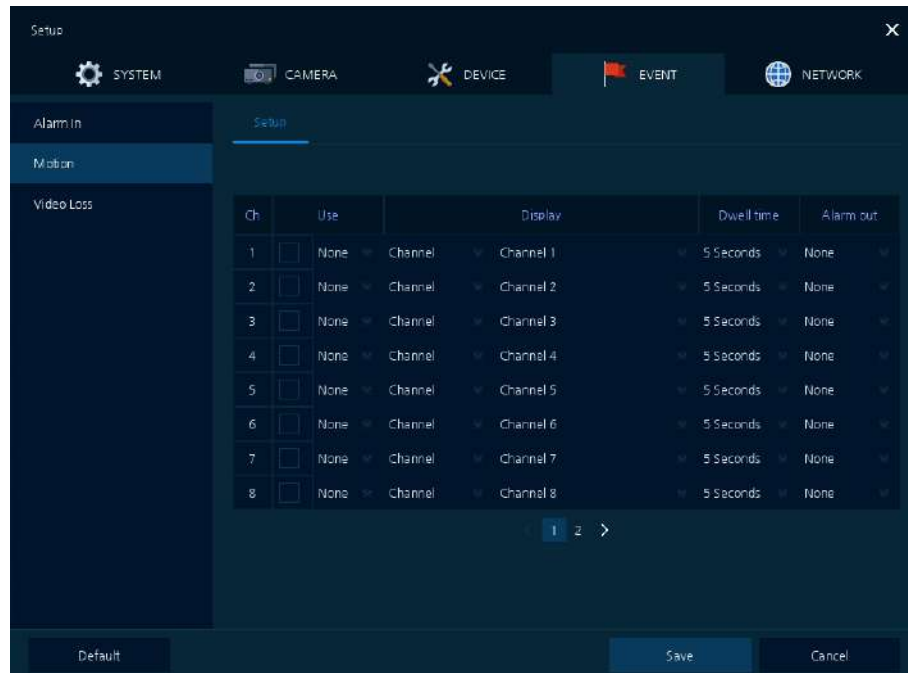 Setup
SYSTEM CAMERA DEVICE EVENT NETWORK
Alarm In
Motion
Video Loss
Setup
Ch Use Display Dwell time Alarm out
1 None Channel Channel 1 5 Seconds None
2 None Channel Channel 2 5 Seconds None
3 None Channel Channel 3 5 Seconds None
4 None Channel Channel 4 5 Seconds None
5 None Channel Channel 5 5 Seconds None
6 None Channel Channel 6 5 Seconds None
7 None Channel Channel 7 5 Seconds None
8 None Channel Channel 8 5 Seconds None
1 2
Default Save Cancel